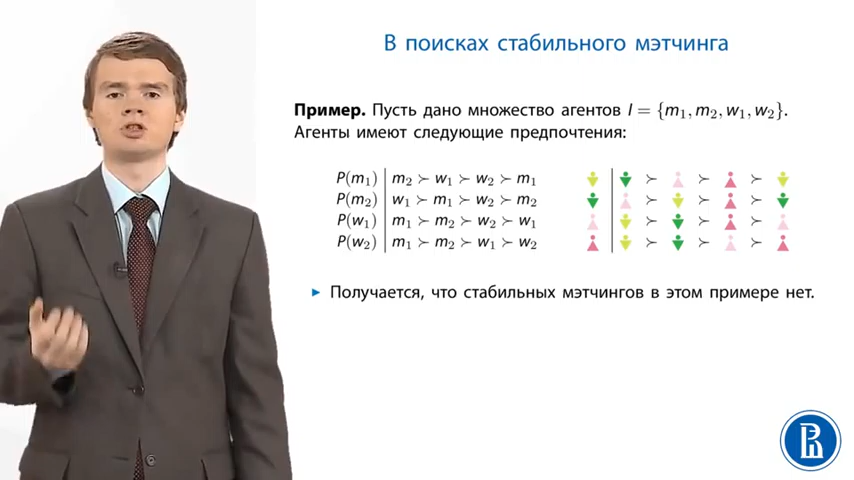 В поисках стабильного мэтчинга
Пример. Пусть дано множество агентов I = {m₁, m₂, w₁, w₂}.
Агенты имеют следующие предпочтения:
P(m₁) | m₂ ≻ w₁ ≻ w₂ ≻ m₁
P(m₂) | w₁ ≻ m₁ ≻ w₂ ≻ m₂
P(w₁) | m₁ ≻ m₂ ≻ w₂ ≻ w₁
P(w₂) | m₁ ≻ m₂ ≻ w₁ ≻ w₂
Получается, что стабильных мэтчингов в этом примере нет.